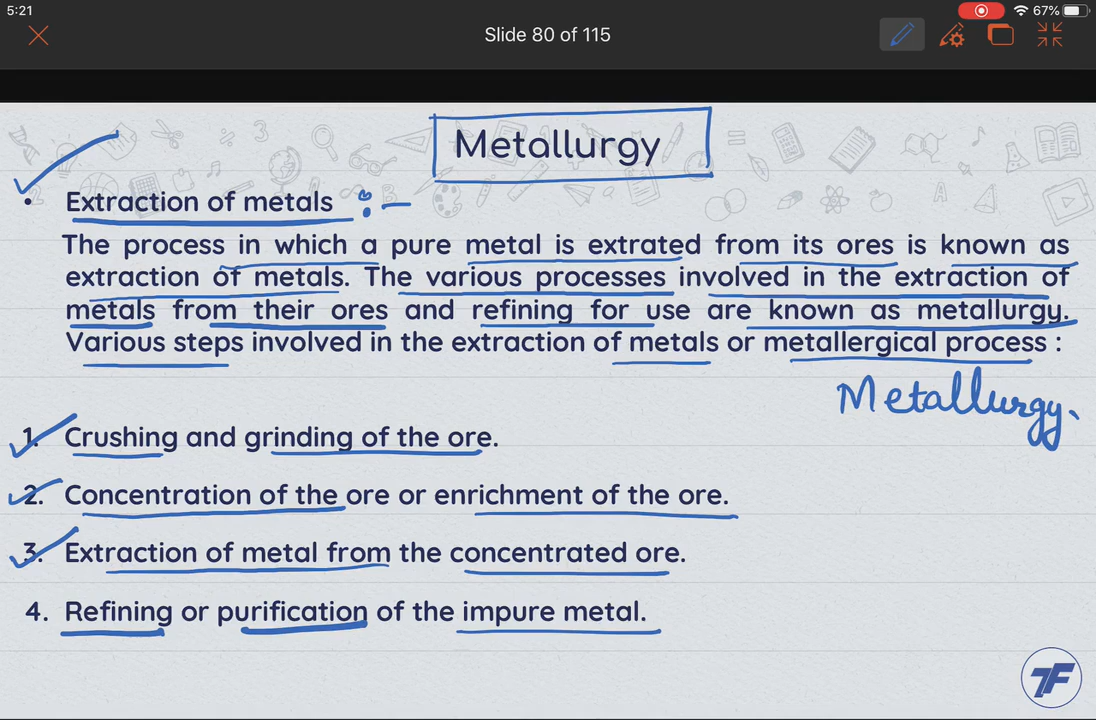 5:21
67%
Slide 80 of 115
Metallurgy
• Extraction of metals :-
The process in which a pure metal is extrated from its ores is known as
extraction of metals. The various processes involved in the extraction of
metals from their ores and refining for use are known as metallurgy.
Various steps involved in the extraction of metals or metallergical process :
Metallurgy
1. Crushing and grinding of the ore.
2. Concentration of the ore or enrichment of the ore.
3. Extraction of metal from the concentrated ore.
4. Refining or purification of the impure metal.